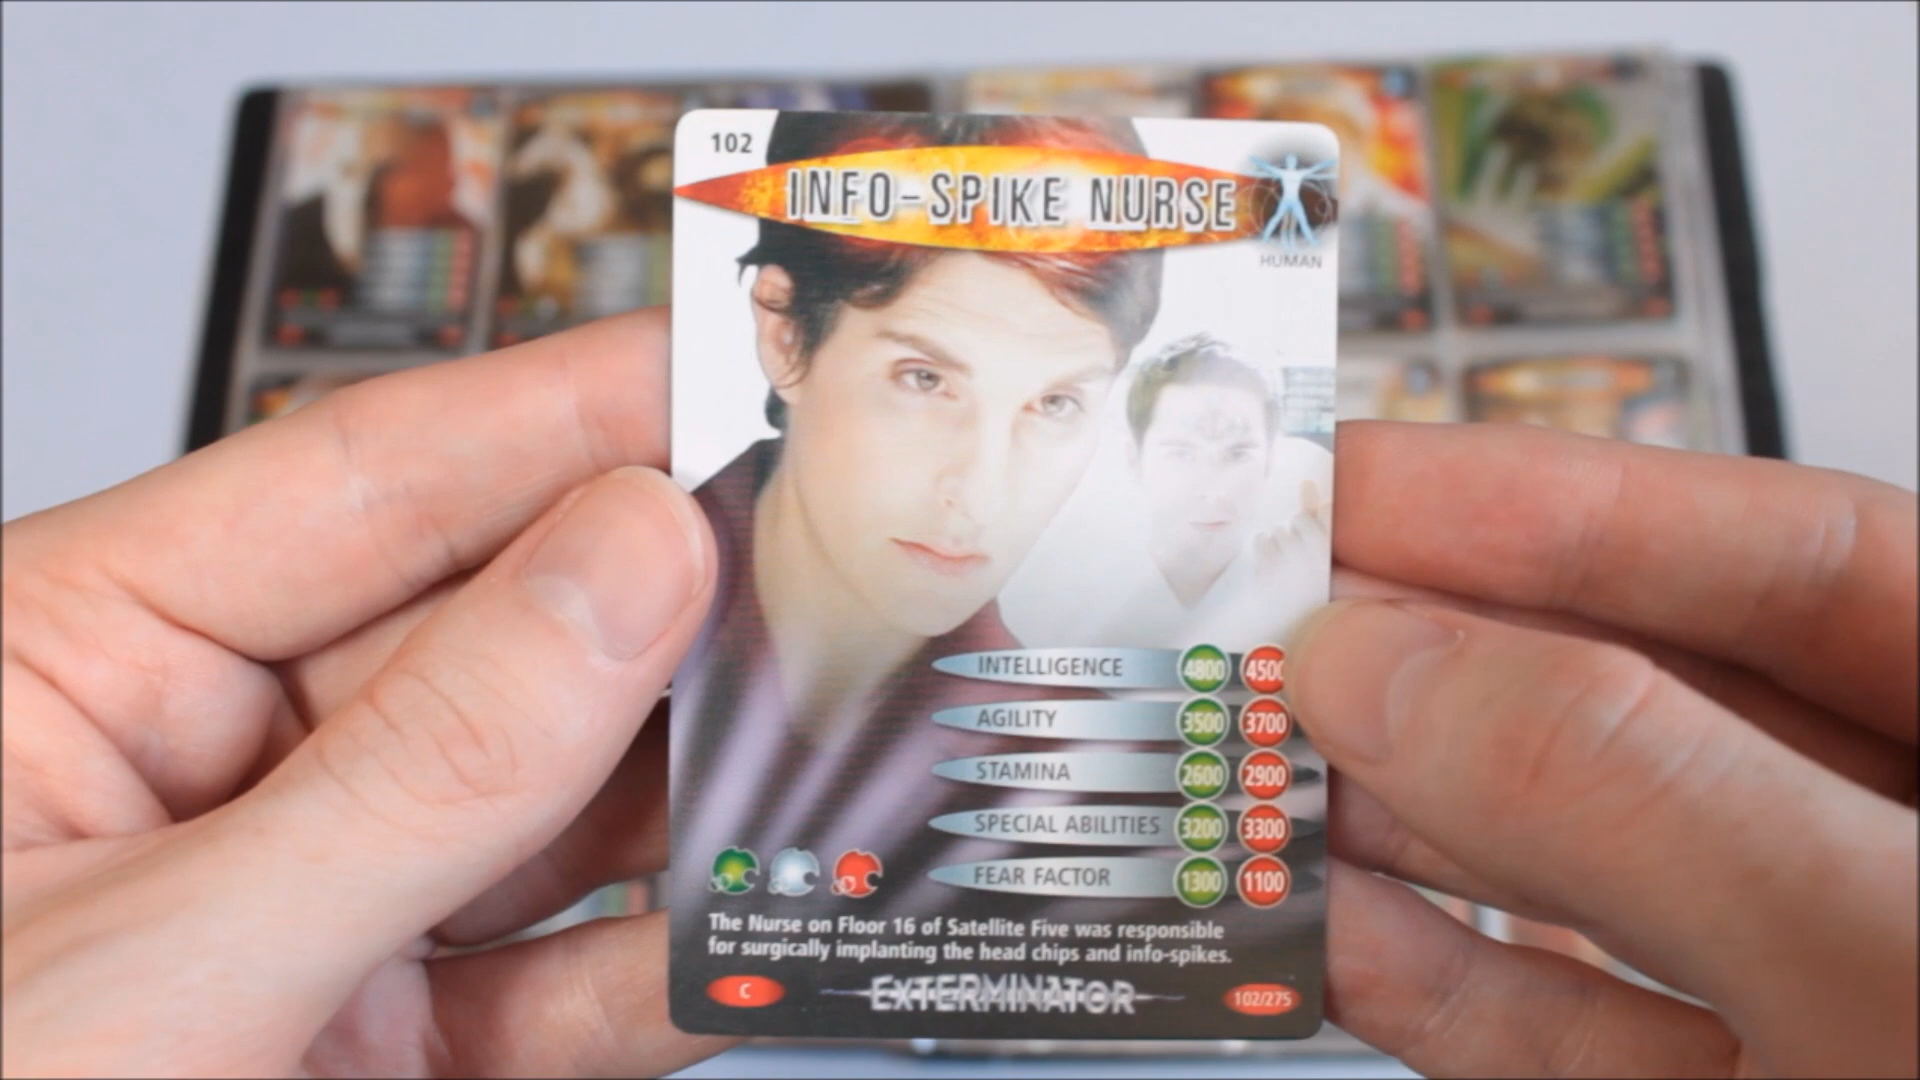 102
INFO-SPIKE NURSE
HUMAN
INTELLIGENCE 4800 4500
AGILITY 3500 3700
STAMINA 2600 2900
SPECIAL ABILITIES 3200 3300
FEAR FACTOR 1300 1100
The Nurse on Floor 16 of Satellite Five was responsible
for surgically implanting the head chips and info-spikes.
C EXTERMINATOR 102/275